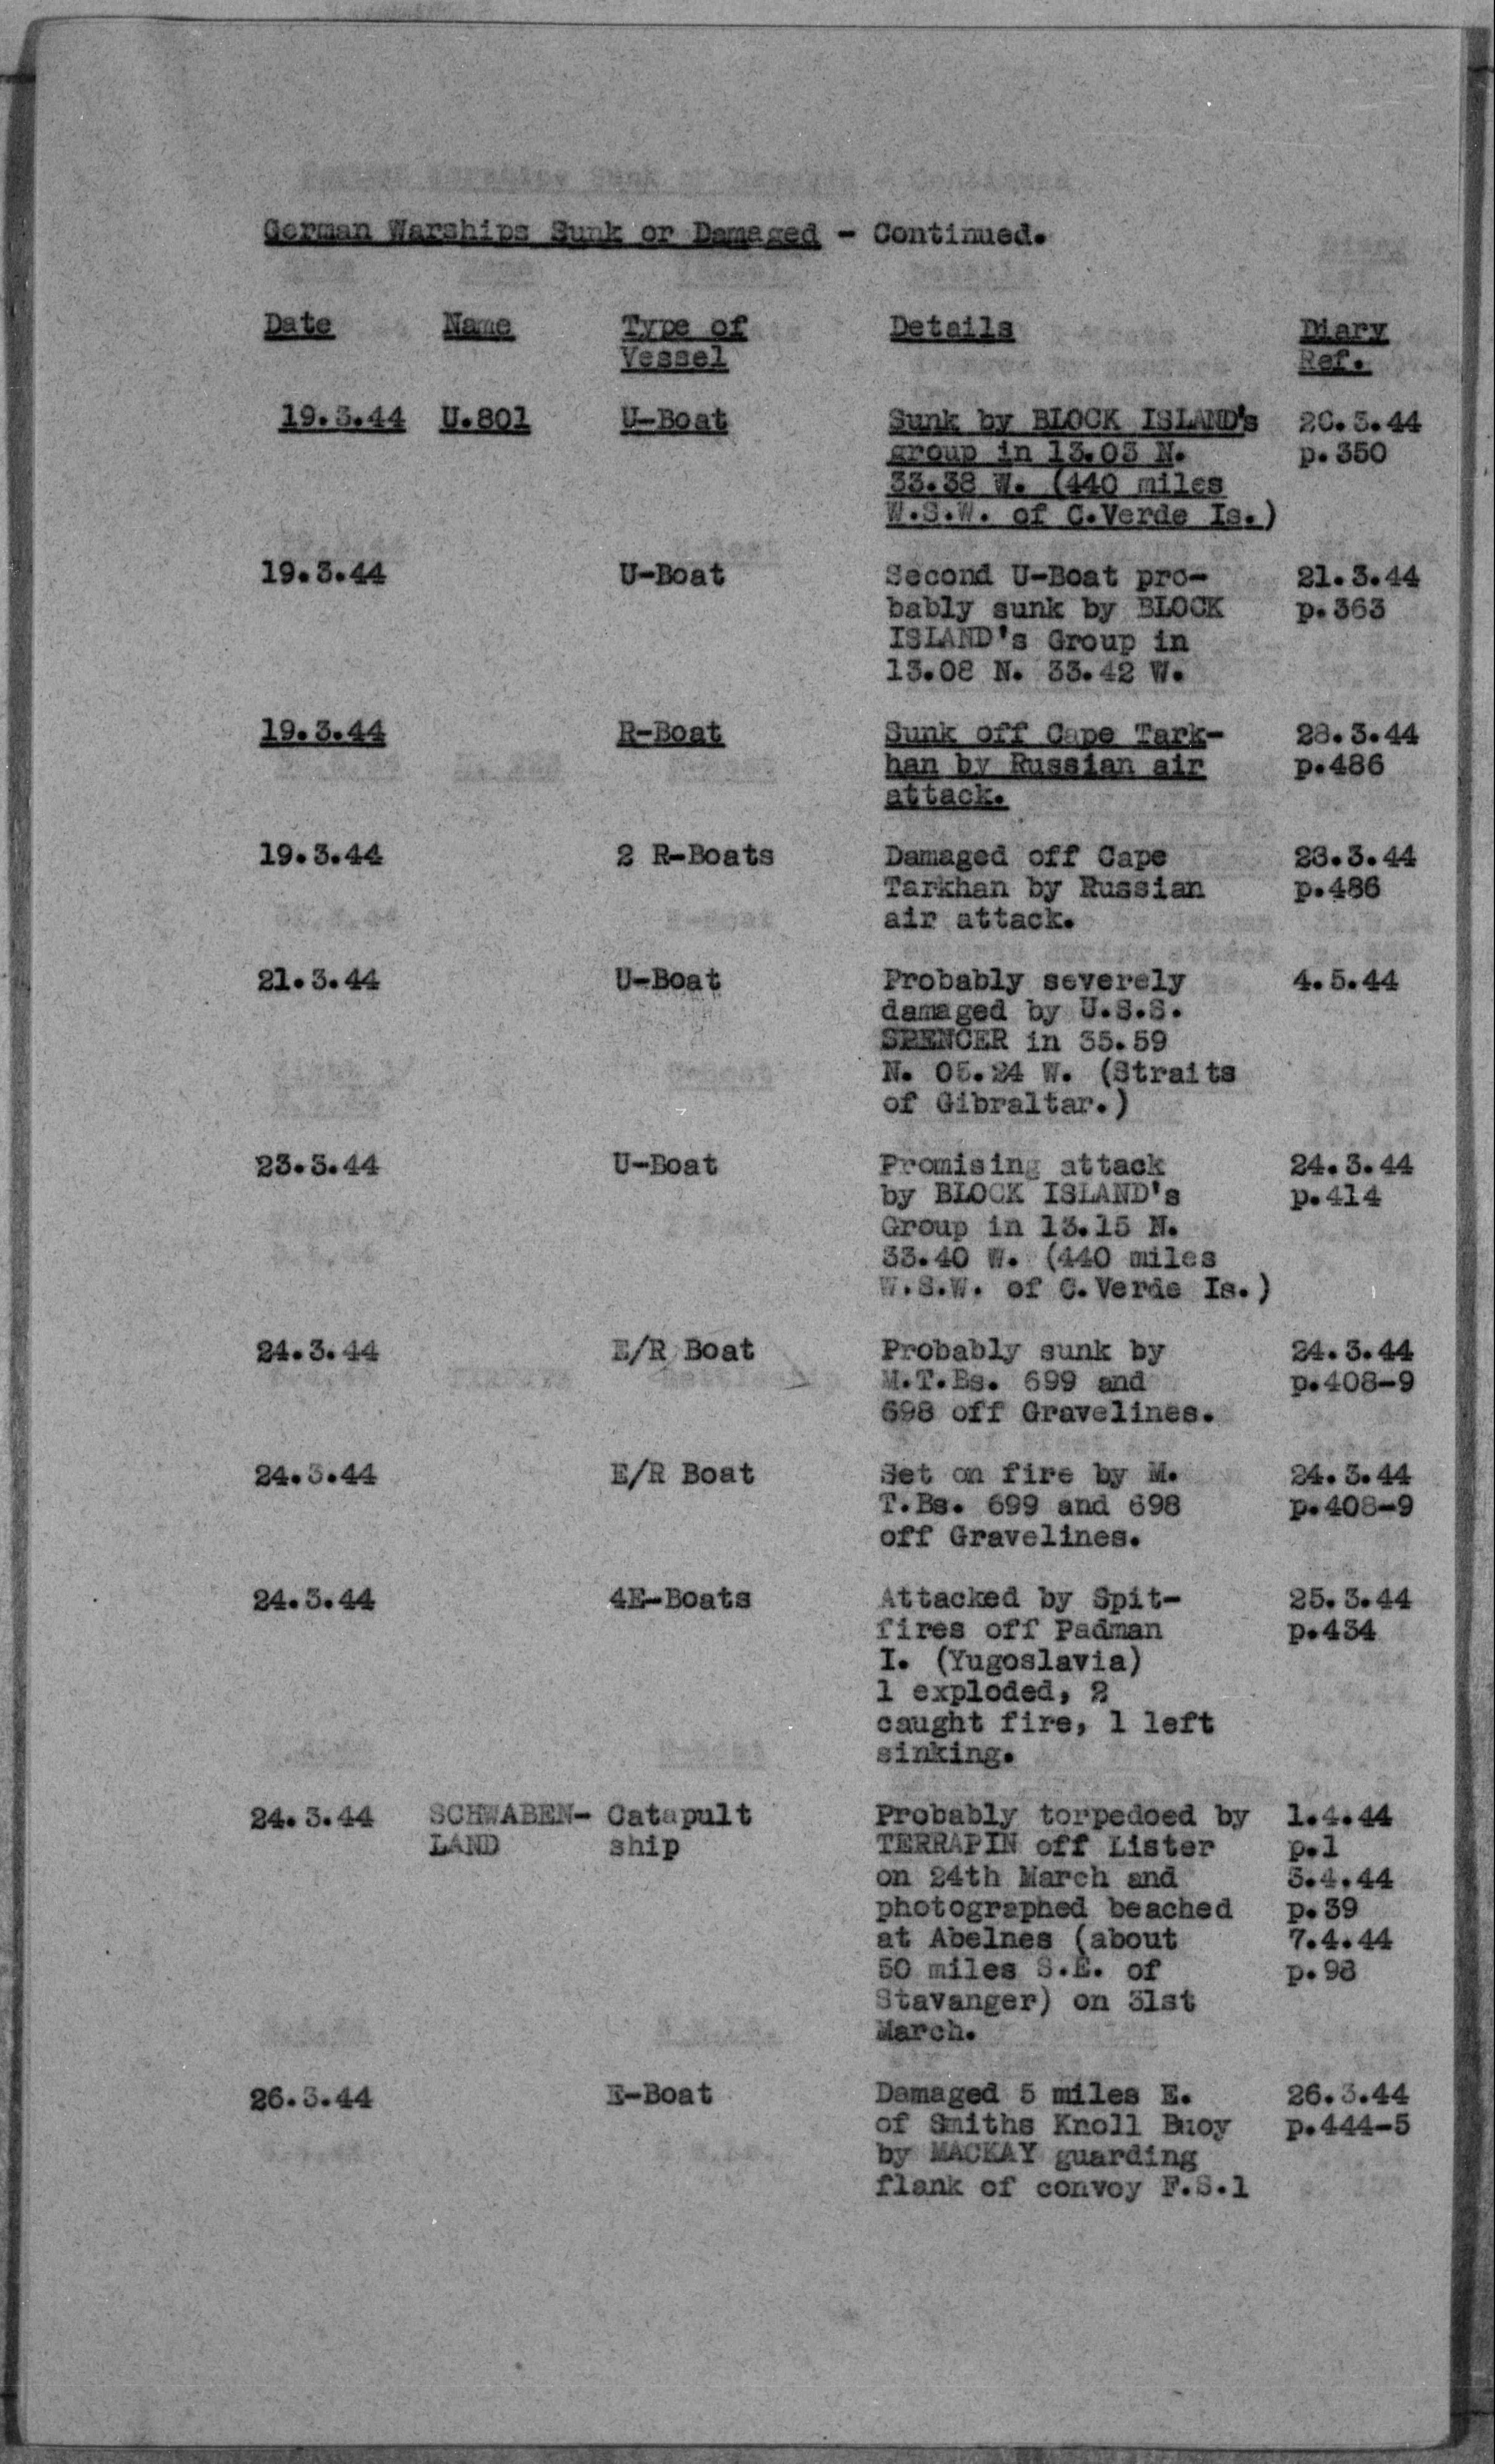 German Warships Sunk or Damaged - Continued.
Date Name Type of Vessel Details Diary Ref.
19.3.44 U.801 U-Boat Sunk by BLOCK ISLAND's 20.3.44
group in 13.03 N. p.350
33.38 W. (440 miles
W.S.W. of C.Verde Is.)
19.3.44 U-Boat Second U-Boat pro- 21.3.44
bably sunk by BLOCK p.363
ISLAND's Group in
13.08 N. 33.42 W.
19.3.44 R-Boat Sunk off Cape Tark- 28.3.44
han by Russian air p.486
attack.
19.3.44 2 R-Boats Damaged off Cape 28.3.44
Tarkhan by Russian p.486
air attack.
21.3.44 U-Boat Probably severely 4.5.44
damaged by U.S.S.
SPENCER in 35.59
N. 05.24 W. (Straits
of Gibraltar.)
23.3.44 U-Boat Promising attack 24.3.44
by BLOCK ISLAND's p.414
Group in 13.15 N.
33.40 W. (440 miles
W.S.W. of C.Verde Is.)
24.3.44 E/R Boat Probably sunk by 24.3.44
M.T.Bs. 699 and p.408-9
698 off Gravelines.
24.3.44 E/R Boat Set on fire by M. 24.3.44
T.Bs. 699 and 698 p.408-9
off Gravelines.
24.3.44 4E-Boats Attacked by Spit- 25.3.44
fires off Padman p.434
I. (Yugoslavia)
1 exploded, 2
caught fire, 1 left
sinking.
24.3.44 SCHWABEN- Catapult Probably torpedoed by 1.4.44
LAND ship TERRAPIN off Lister p.1
on 24th March and 3.4.44
photographed beached p.39
at Abelnes (about 7.4.44
50 miles S.E. of p.98
Stavanger) on 31st
March.
26.3.44 E-Boat Damaged 5 miles E. 26.3.44
of Smiths Knoll Buoy p.444-5
by MACKAY guarding
flank of convoy F.S.1